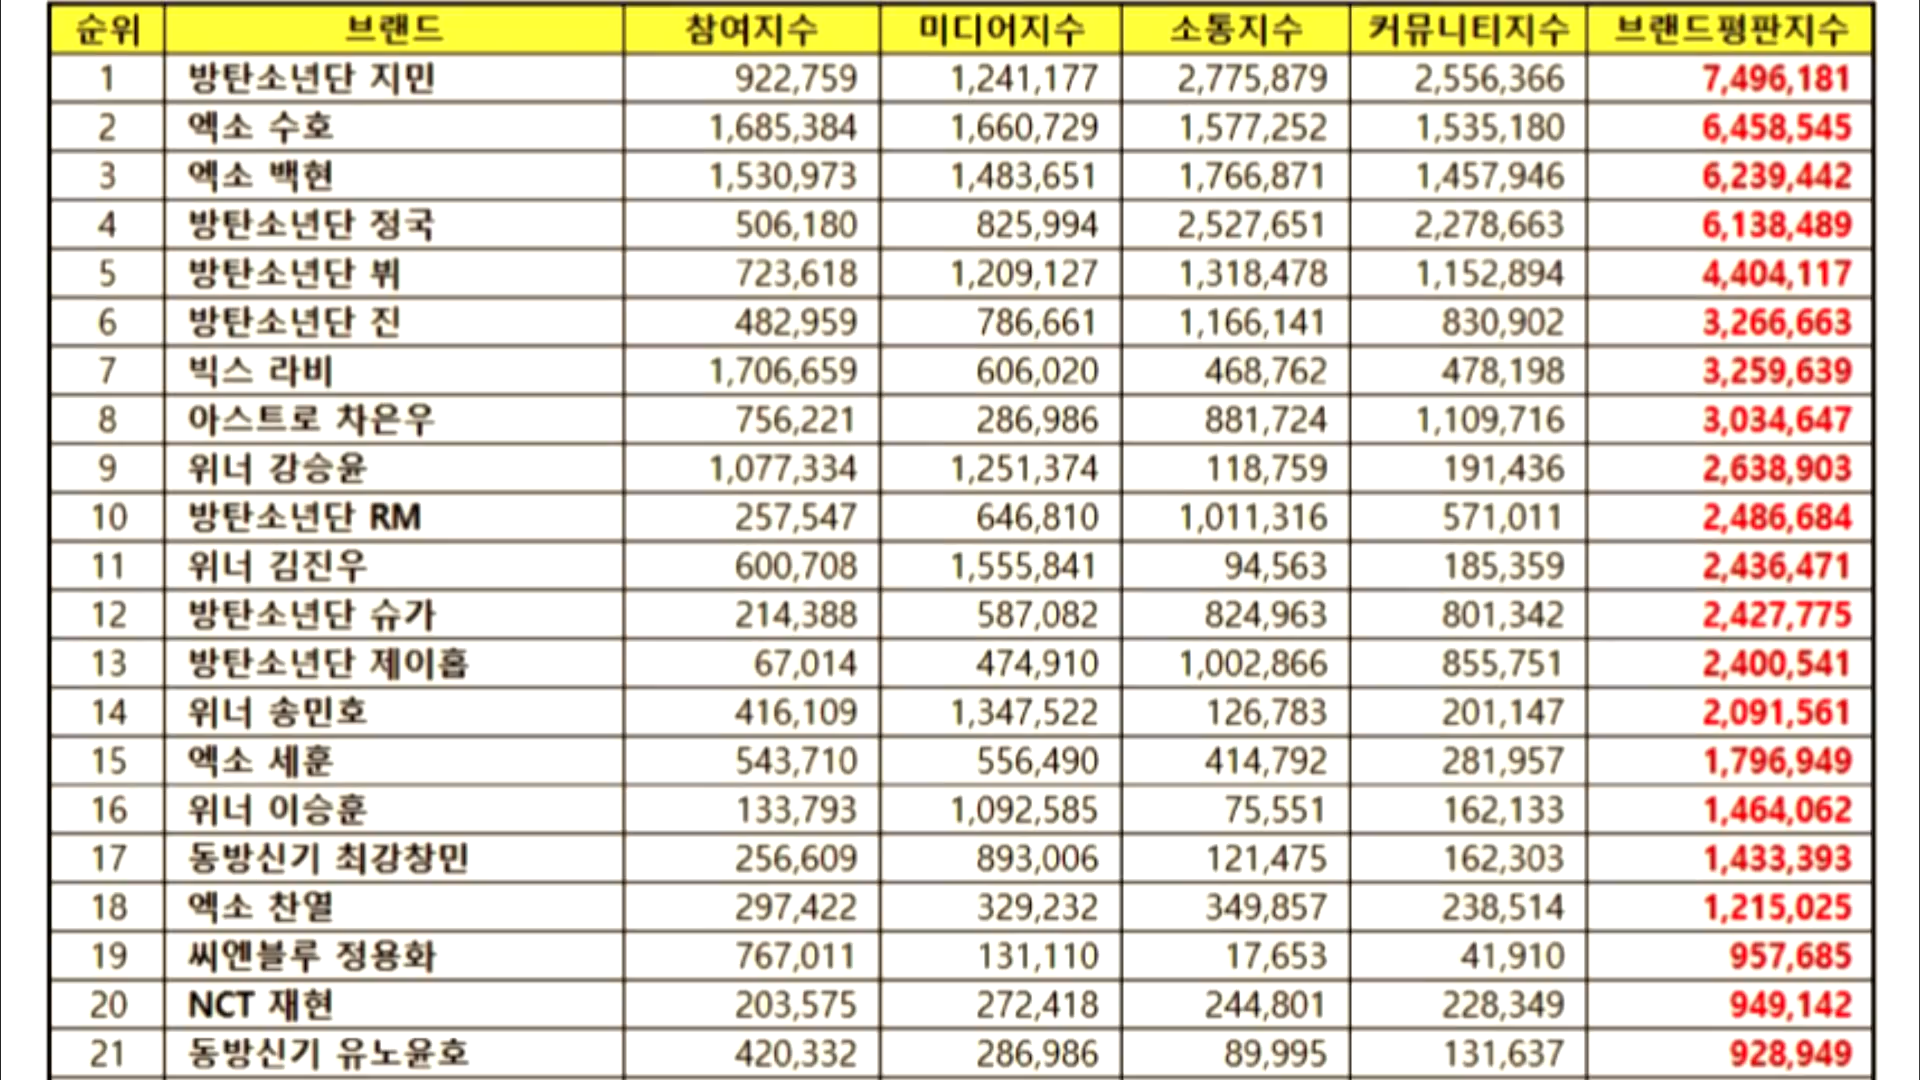 순위 브랜드 참여지수 미디어지수 소통지수 커뮤니티지수 브랜드평판지수
1 방탄소년단 지민 922,759 1,241,177 2,775,879 2,556,366 7,496,181
2 엑소 수호 1,685,384 1,660,729 1,577,252 1,535,180 6,458,545
3 엑소 백현 1,530,973 1,483,651 1,766,871 1,457,946 6,239,442
4 방탄소년단 정국 506,180 825,994 2,527,651 2,278,663 6,138,489
5 방탄소년단 뷔 723,618 1,209,127 1,318,478 1,152,894 4,404,117
6 방탄소년단 진 482,959 786,661 1,166,141 830,902 3,266,663
7 빅스 라비 1,706,659 606,020 468,762 478,198 3,259,639
8 아스트로 차은우 756,221 286,986 881,724 1,109,716 3,034,647
9 위너 강승윤 1,077,334 1,251,374 118,759 191,436 2,638,903
10 방탄소년단 RM 257,547 646,810 1,011,316 571,011 2,486,684
11 위너 김진우 600,708 1,555,841 94,563 185,359 2,436,471
12 방탄소년단 슈가 214,388 587,082 824,963 801,342 2,427,775
13 방탄소년단 제이홉 67,014 474,910 1,002,866 855,751 2,400,541
14 위너 송민호 416,109 1,347,522 126,783 201,147 2,091,561
15 엑소 세훈 543,710 556,490 414,792 281,957 1,796,949
16 위너 이승훈 133,793 1,092,585 75,551 162,133 1,464,062
17 동방신기 최강창민 256,609 893,006 121,475 162,303 1,433,393
18 엑소 찬열 297,422 329,232 349,857 238,514 1,215,025
19 씨엔블루 정용화 767,011 131,110 17,653 41,910 957,685
20 NCT 재현 203,575 272,418 244,801 228,349 949,142
21 동방신기 유노윤호 420,332 286,986 89,995 131,637 928,949